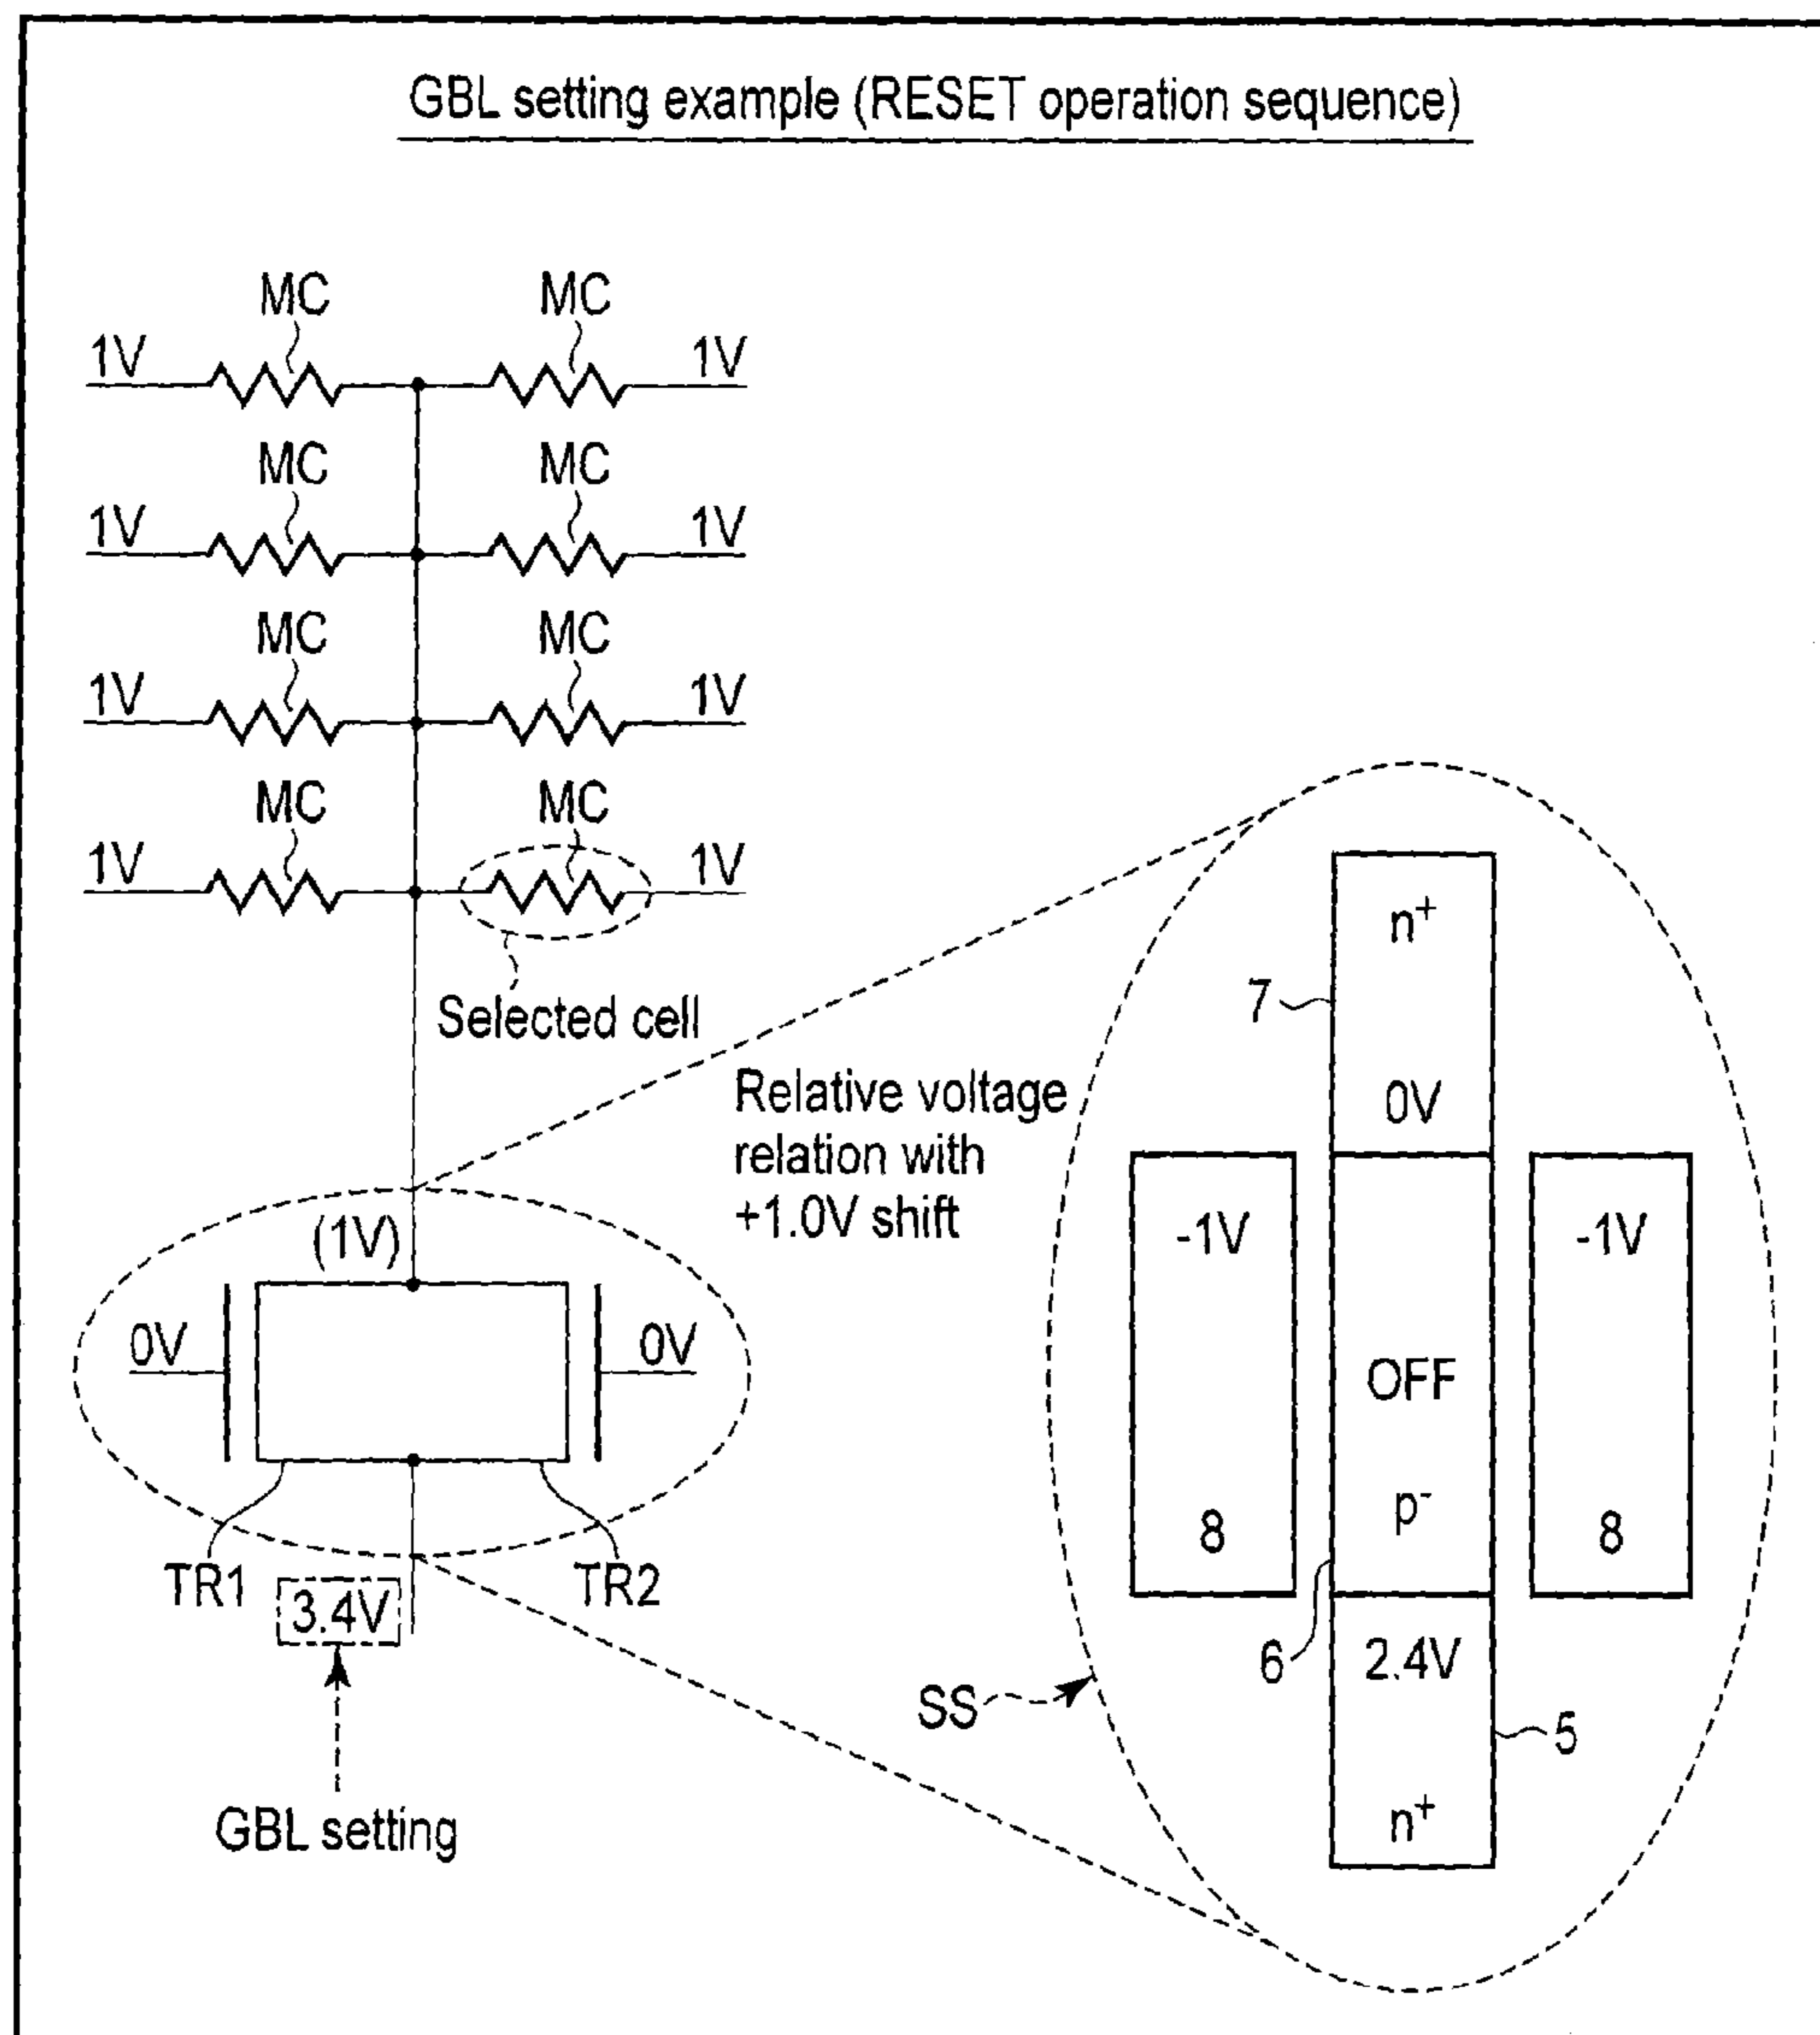 GBL setting example (RESET operation sequence)
MC MC
1V 1V
MC MC
1V 1V
MC MC
1V 1V
MC MC
1V 1V
Selected cell
Relative voltage
relation with
+1.0V shift
(1V)
0V 0V
TR1 TR2
3.4V
GBL setting
n+
7
0V
-1V -1V
OFF
p-
8 8
6
2.4V
SS
5
n+